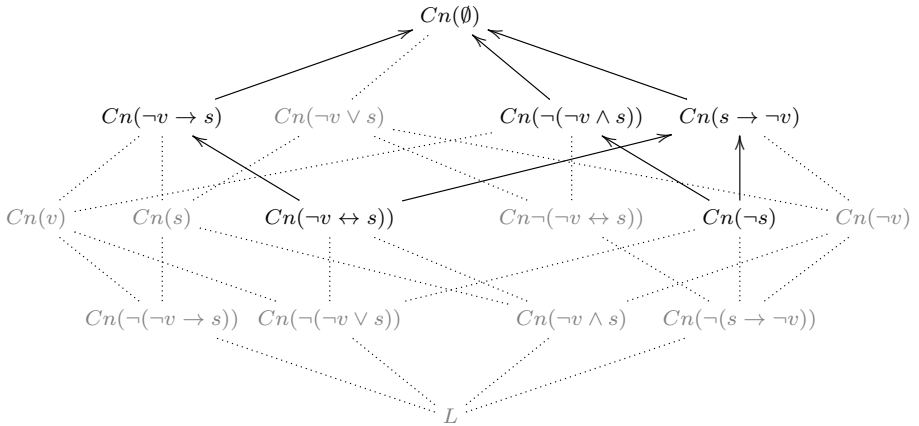 Cn(∅)
Cn(¬v → s) Cn(¬v ∨ s) Cn(¬(¬v ∧ s)) Cn(s → ¬v)
Cn(v) Cn(s) Cn(¬v ↔ s)) Cn¬(¬v ↔ s)) Cn(¬s) Cn(¬v)
Cn(¬(¬v → s)) Cn(¬(¬v ∨ s)) Cn(¬v ∧ s) Cn(¬(s → ¬v))
L